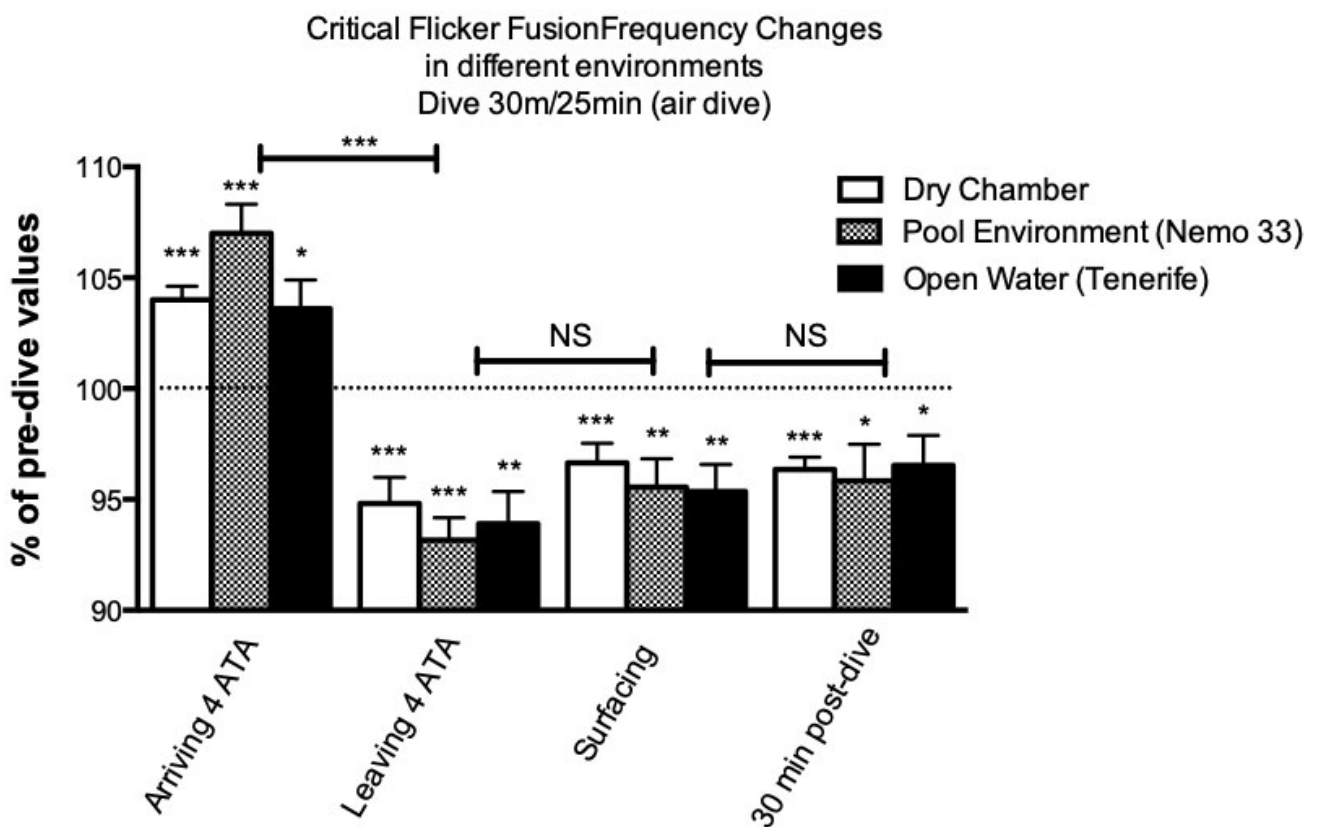 Critical Flicker FusionFrequency Changes
in different environments
Dive 30m/25min (air dive)
% of pre-dive values
110
105
100
95
90
***
***
***
*
NS
NS
***
***
**
***
**
**
***
*
*
Dry Chamber
Pool Environment (Nemo 33)
Open Water (Tenerife)
Arriving 4 ATA
Leaving 4 ATA
Surfacing
30 min post-dive